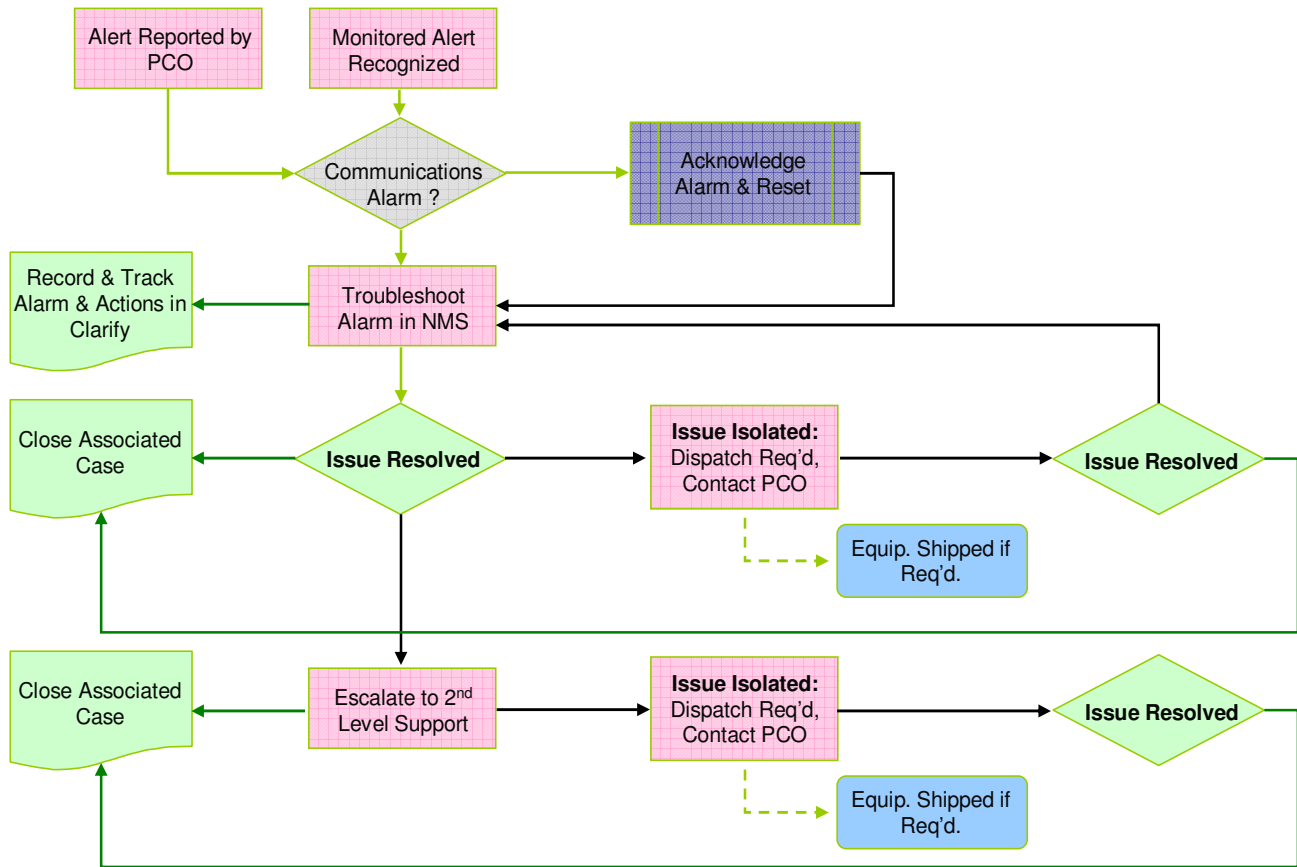 Alert Reported by
PCO
Monitored Alert
Recognized
Communications
Alarm ?
Acknowledge
Alarm & Reset
Record & Track
Alarm & Actions in
Clarify
Troubleshoot
Alarm in NMS
Close Associated
Case
Issue Resolved
Issue Isolated:
Dispatch Req’d,
Contact PCO
Issue Resolved
Equip. Shipped if
Req’d.
Close Associated
Case
Escalate to 2nd
Level Support
Issue Isolated:
Dispatch Req’d,
Contact PCO
Issue Resolved
Equip. Shipped if
Req’d.